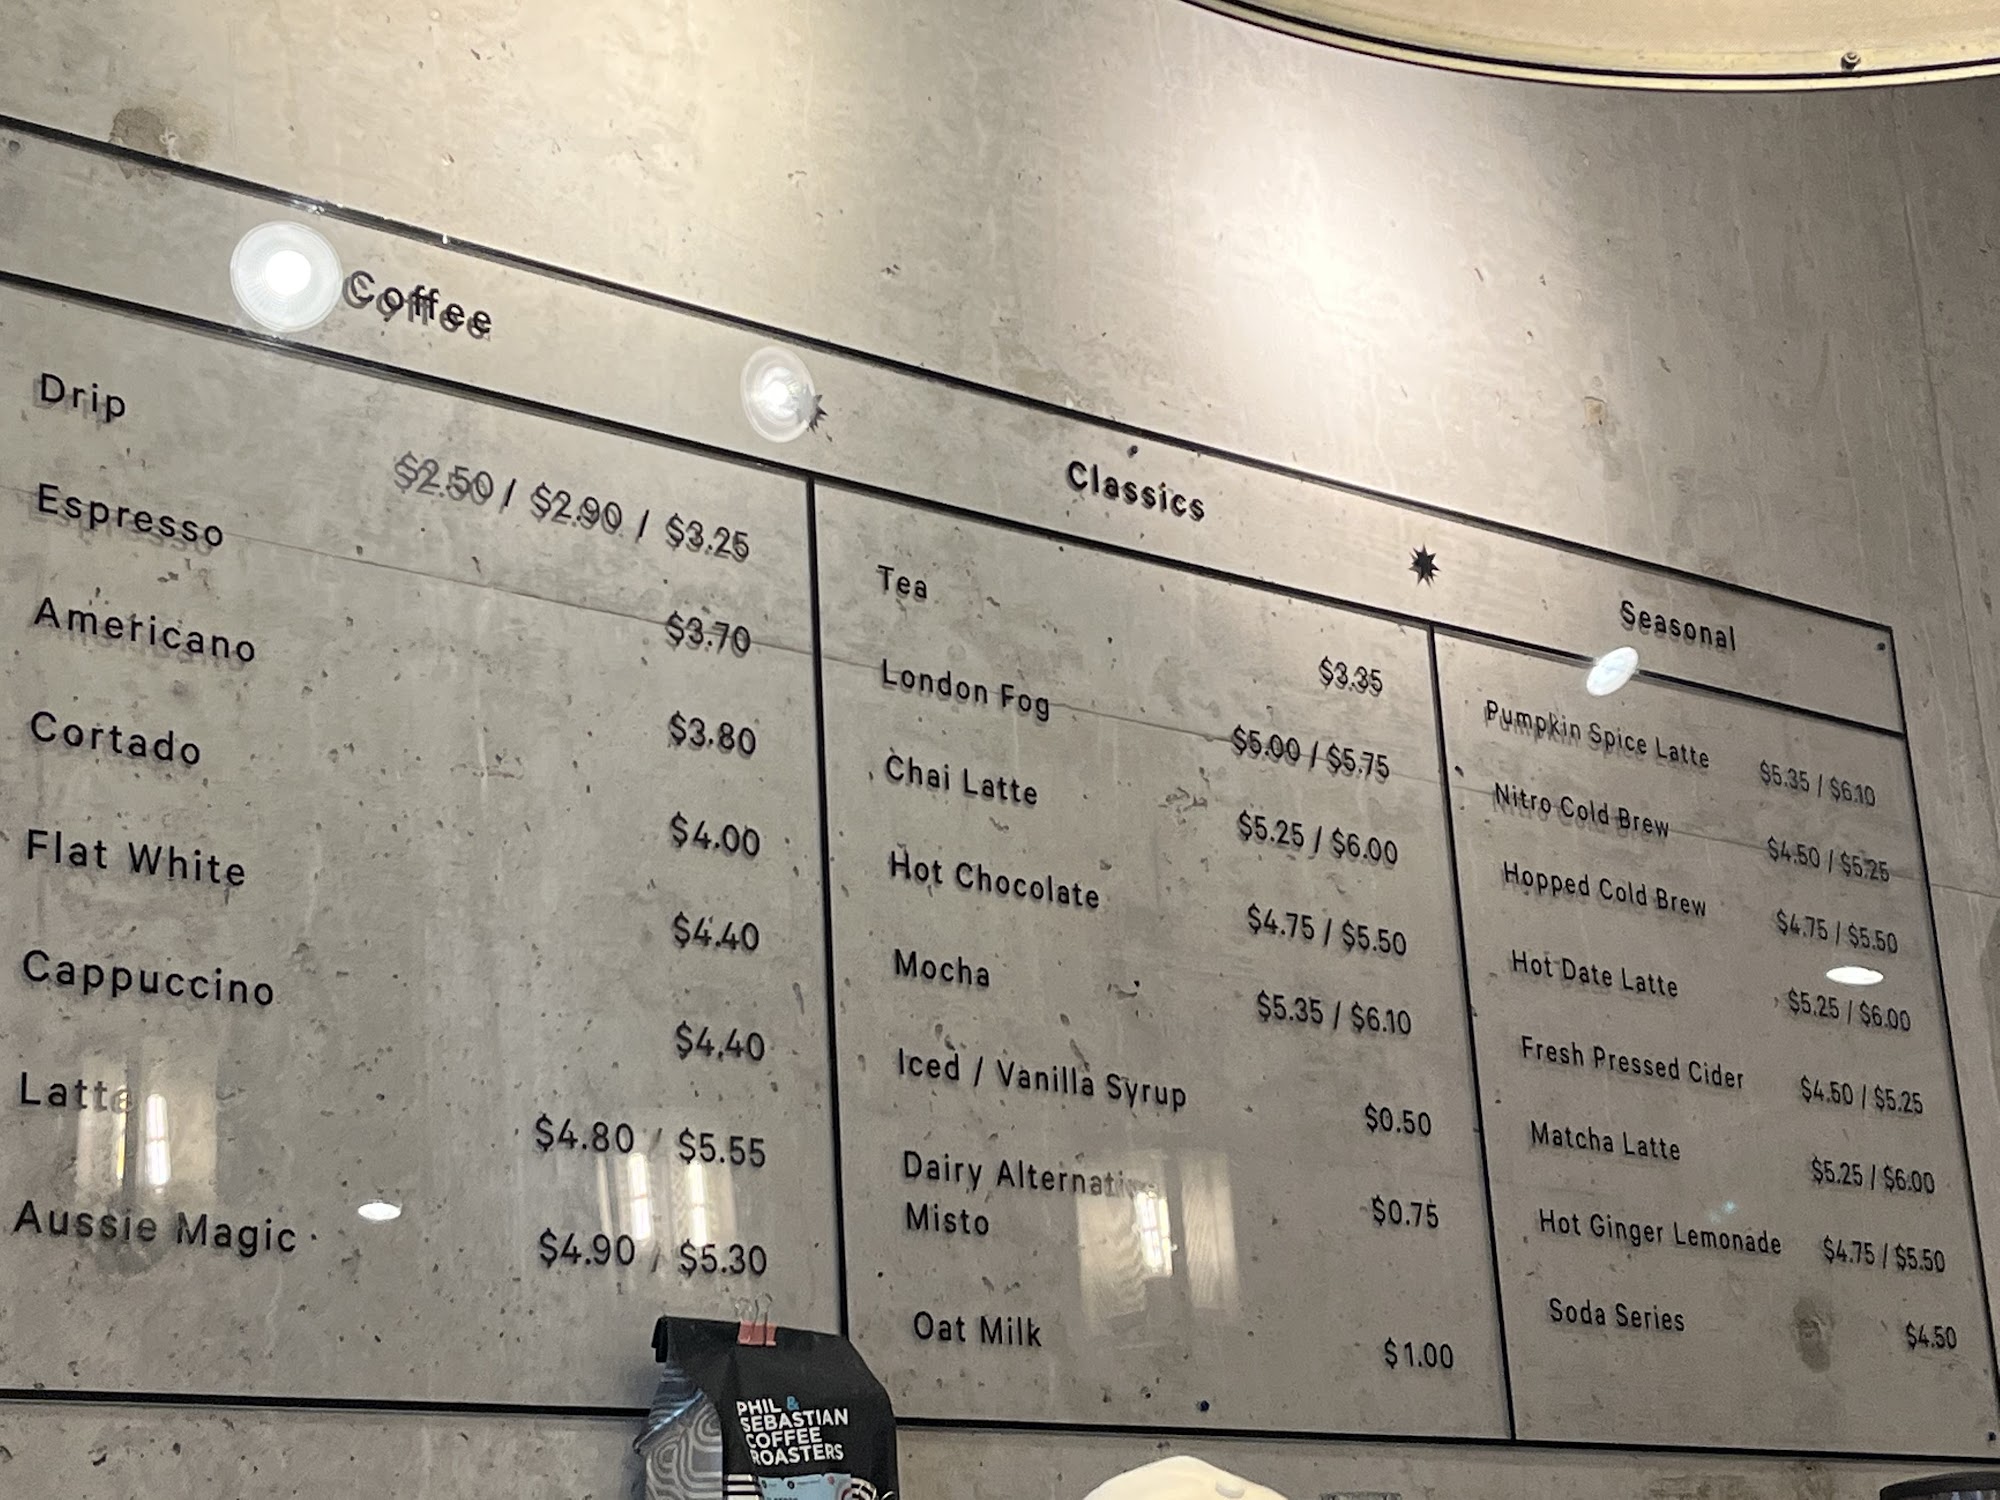 Coffee
Drip $2.50 / $2.90 / $3.25
Espresso $3.70
Americano $3.80
Cortado $4.00
Flat White $4.40
Cappuccino $4.40
Latte $4.80 / $5.55
Aussie Magic $4.90 / $5.30
Classics
Tea $3.35
London Fog $5.00 / $5.75
Chai Latte $5.25 / $6.00
Hot Chocolate $4.75 / $5.50
Mocha $5.35 / $6.10
Iced / Vanilla Syrup $0.50
Dairy Alternative $0.75
Misto
Oat Milk $1.00
Seasonal
Pumpkin Spice Latte $5.35 / $6.10
Nitro Cold Brew $4.50 / $5.25
Hopped Cold Brew $4.75 / $5.50
Hot Date Latte $5.25 / $6.00
Fresh Pressed Cider $4.50 / $5.25
Matcha Latte $5.25 / $6.00
Hot Ginger Lemonade $4.75 / $5.50
Soda Series $4.50
PHIL &
SEBASTIAN
COFFEE
ROASTERS